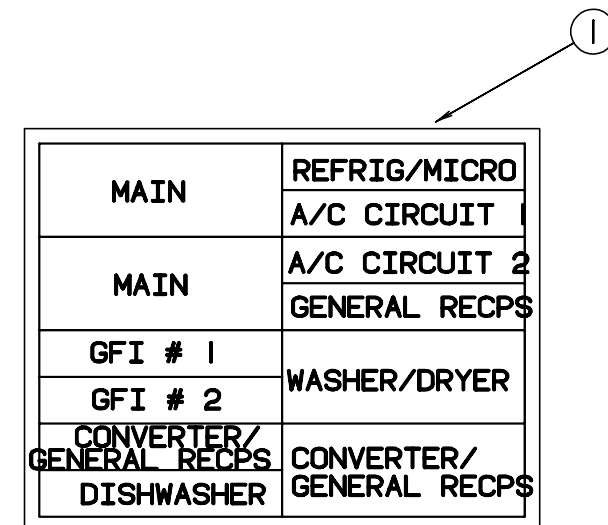 1
MAIN
REFRIG/MICRO
A/C CIRCUIT 1
MAIN
A/C CIRCUIT 2
GENERAL RECPS
GFI # 1
GFI # 2
WASHER/DRYER
CONVERTER/
GENERAL RECPS
DISHWASHER
CONVERTER/
GENERAL RECPS